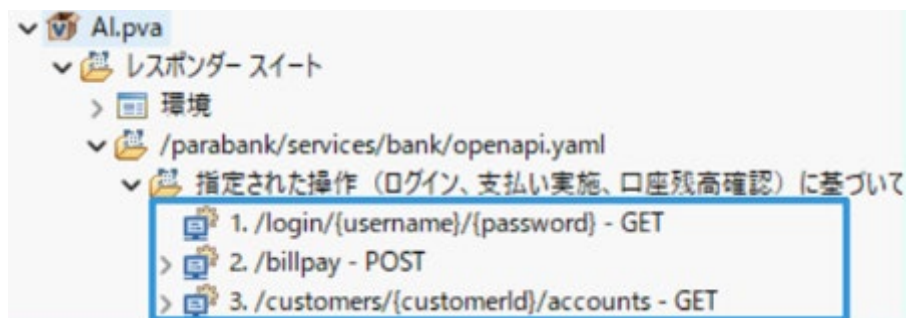 AI.pva
レスポンダー スイート
環境
/parabank/services/bank/openapi.yaml
指定された操作（ログイン、支払い実施、口座残高確認）に基づいて
1. /login/{username}/{password} - GET
2. /billpay - POST
3. /customers/{customerId}/accounts - GET